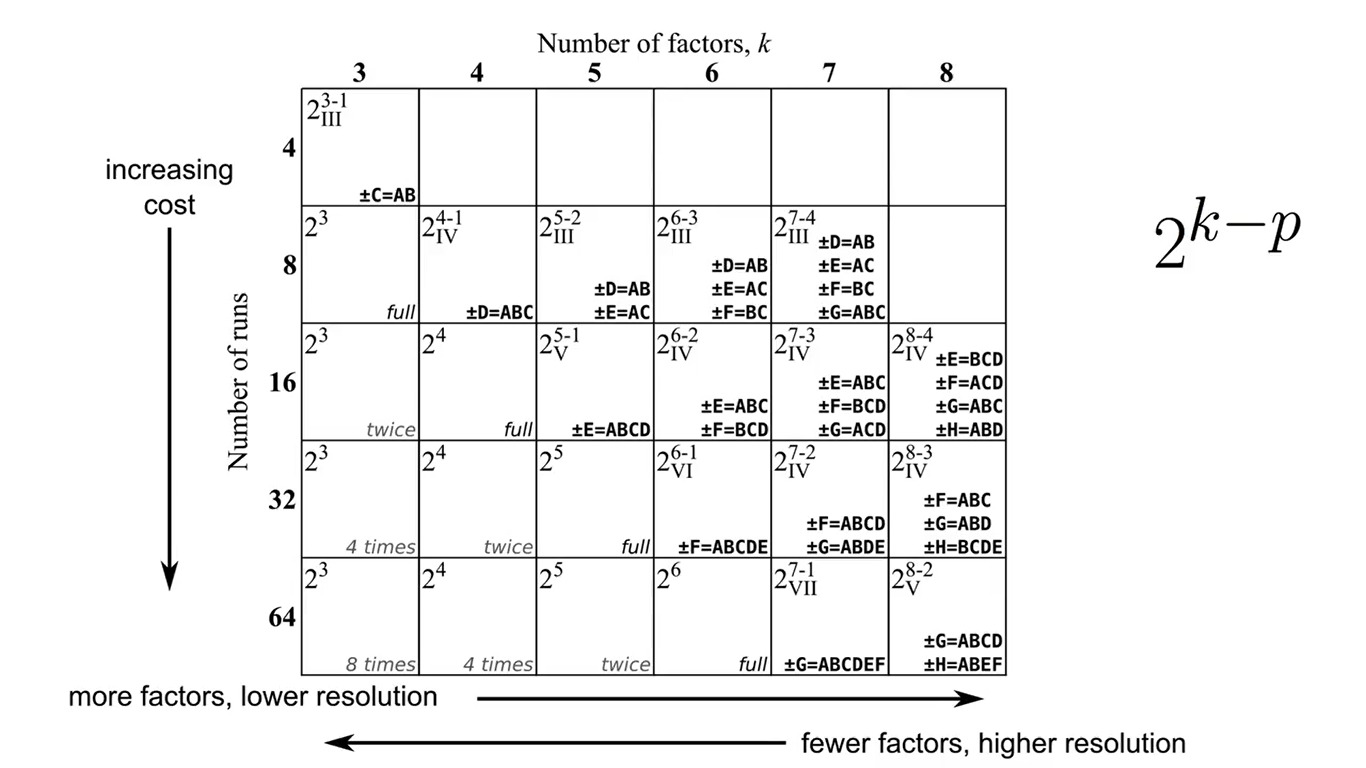 Number of factors, k
3 4 5 6 7 8
increasing
cost
Number of runs
4
2^{3-1}_{III}
±C=AB
8
2^3
full
2^{4-1}_{IV}
±D=ABC
2^{5-2}_{III}
±D=AB
±E=AC
2^{6-3}_{III}
±D=AB
±E=AC
±F=BC
2^{7-4}_{III}
±D=AB
±E=AC
±F=BC
±G=ABC
16
2^3
twice
2^4
full
2^{5-1}_{V}
±E=ABCD
2^{6-2}_{IV}
±E=ABC
±F=BCD
2^{7-3}_{IV}
±E=ABC
±F=BCD
±G=ACD
2^{8-4}_{IV}
±E=BCD
±F=ACD
±G=ABC
±H=ABD
32
2^3
4 times
2^4
twice
2^5
full
2^{6-1}_{VI}
±F=ABCDE
2^{7-2}_{IV}
±F=ABCD
±G=ABDE
2^{8-3}_{IV}
±F=ABC
±G=ABD
±H=BCDE
64
2^3
8 times
2^4
4 times
2^5
twice
2^6
full
2^{7-1}_{VII}
±G=ABCDEF
2^{8-2}_{V}
±G=ABCD
±H=ABEF
2^{k-p}
more factors, lower resolution
fewer factors, higher resolution